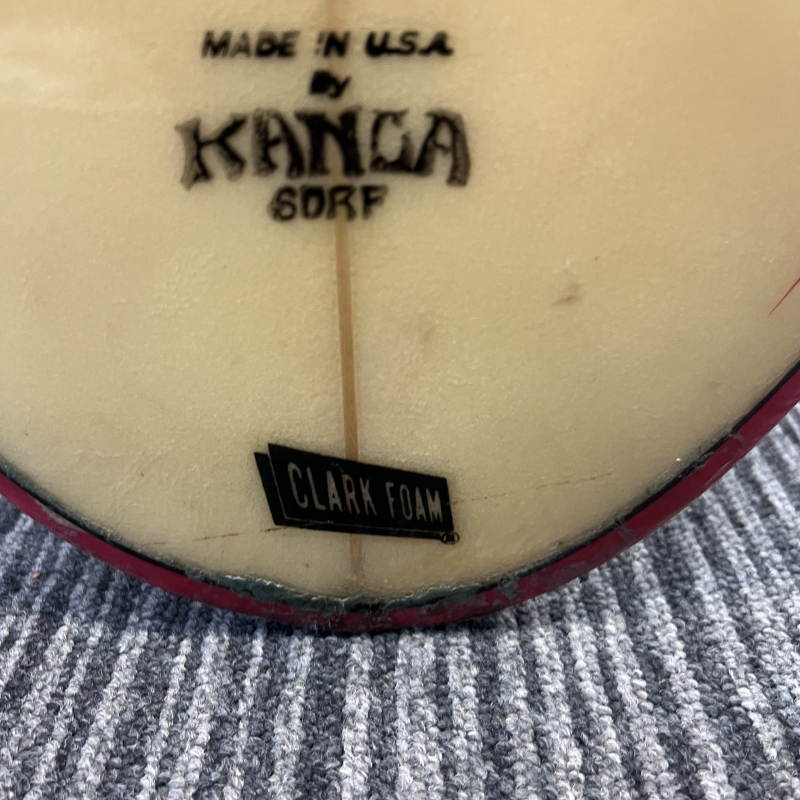 MADE IN U.S.A
By
KANGA
SURF
CLARK FOAM
®